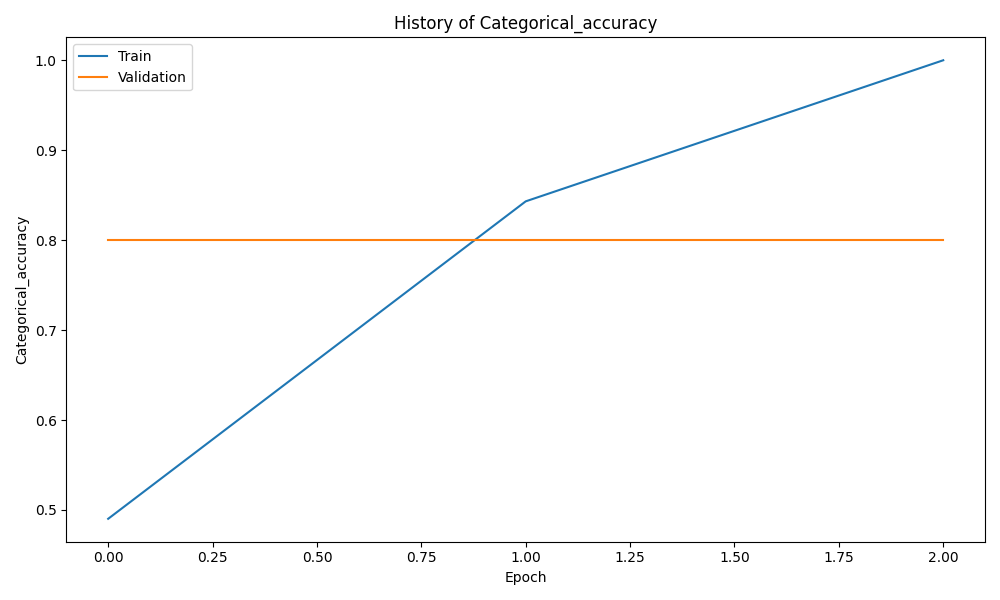 History of Categorical_accuracy
Train
Validation
Categorical_accuracy
1.0
0.9
0.8
0.7
0.6
0.5
0.00 0.25 0.50 0.75 1.00 1.25 1.50 1.75 2.00
Epoch